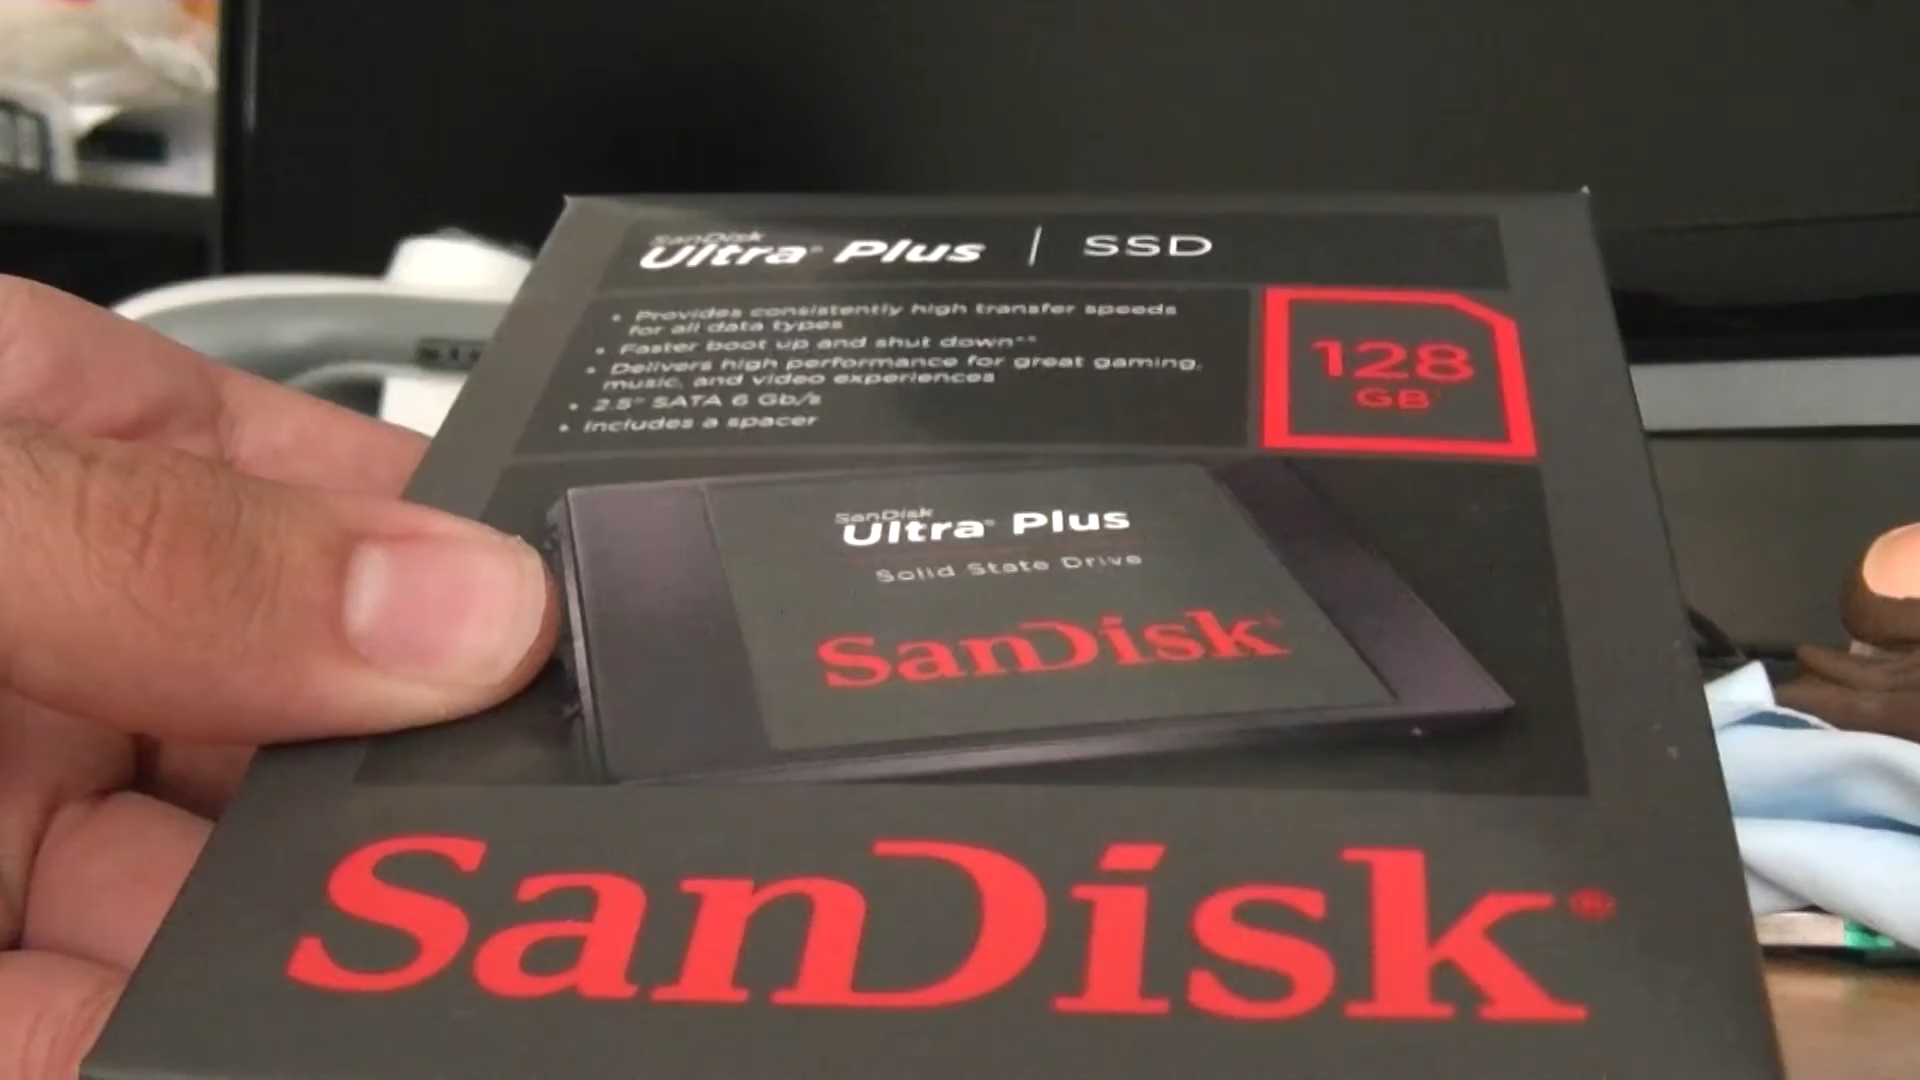 SanDisk
Ultra® Plus | SSD
• Provides consistently high transfer speeds
for all data types
• Faster boot up and shut down**
• Delivers high performance for great gaming,
music, and video experiences
• 2.5" SATA 6 Gb/s
• Includes a spacer
128
GB
SanDisk
Ultra® Plus
Solid State Drive
SanDisk®
SanDisk®